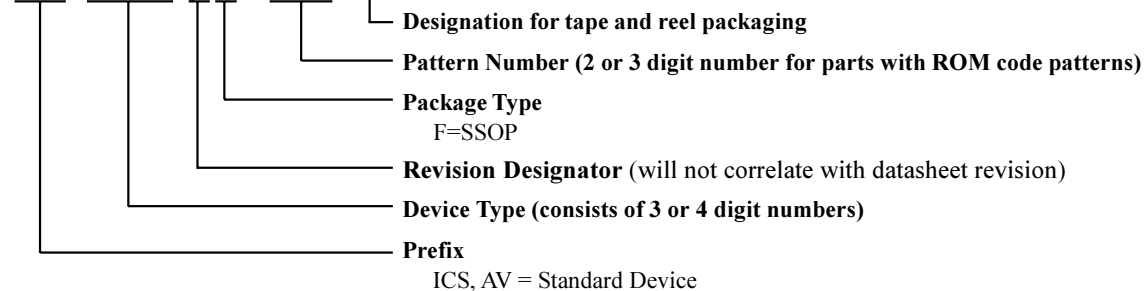 Designation for tape and reel packaging
Pattern Number (2 or 3 digit number for parts with ROM code patterns)
Package Type
F=SSOP
Revision Designator (will not correlate with datasheet revision)
Device Type (consists of 3 or 4 digit numbers)
Prefix
ICS, AV = Standard Device